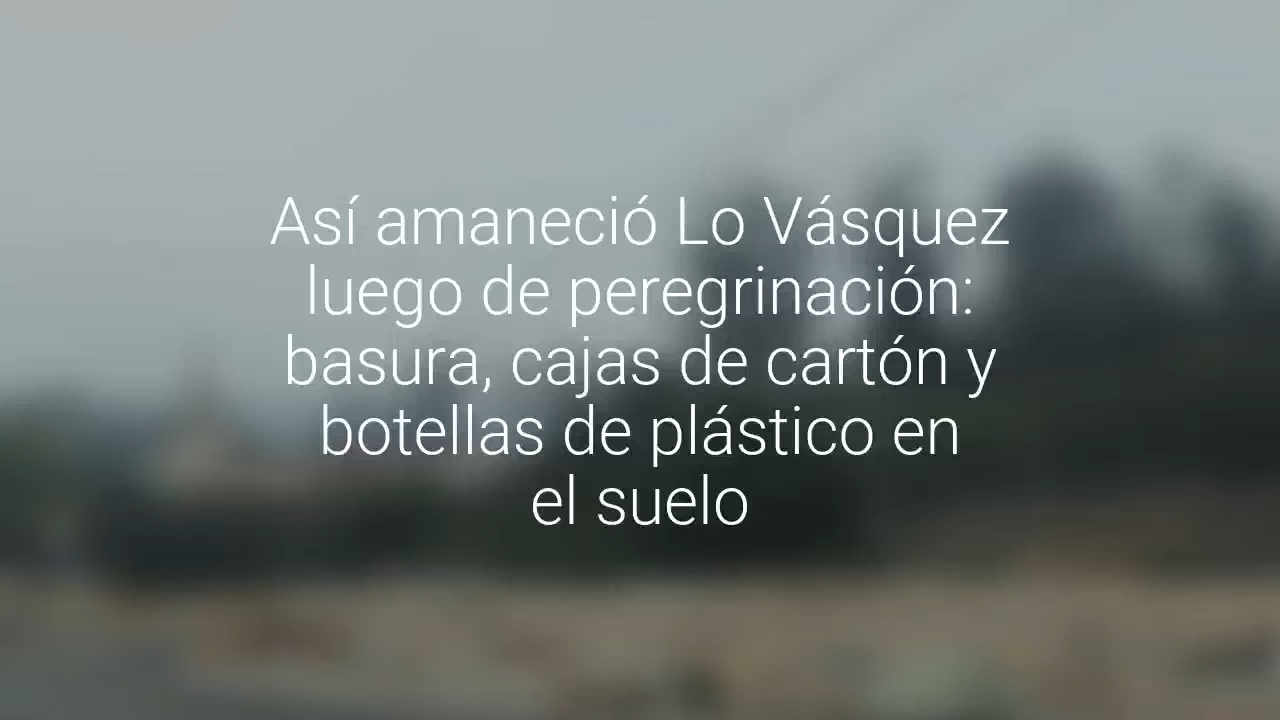 Así amaneció Lo Vásquez
luego de peregrinación:
basura, cajas de cartón y
botellas de plástico en
el suelo